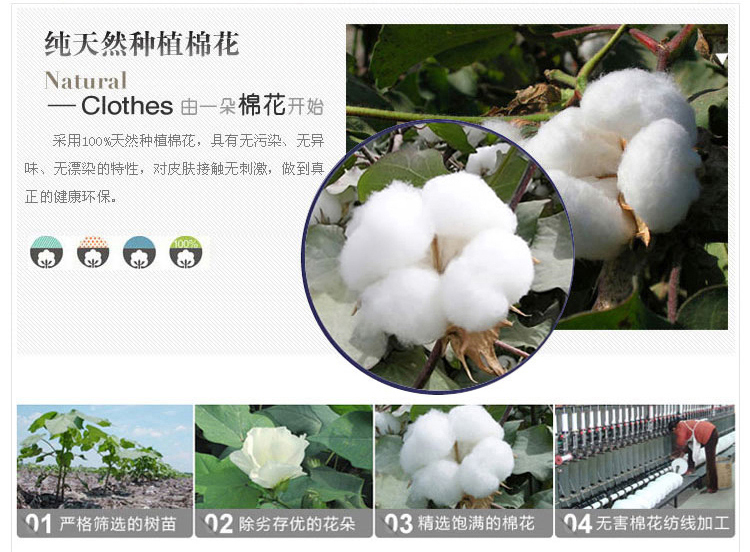 纯天然种植棉花
Natural
— Clothes 由一朵棉花开始
采用100%天然种植棉花，具有无污染、无异
味、无漂染的特性，对皮肤接触无刺激，做到真
正的健康环保。
100%
01 严格筛选的树苗
02 除劣存优的花朵
03 精选饱满的棉花
04 无害棉花纺线加工